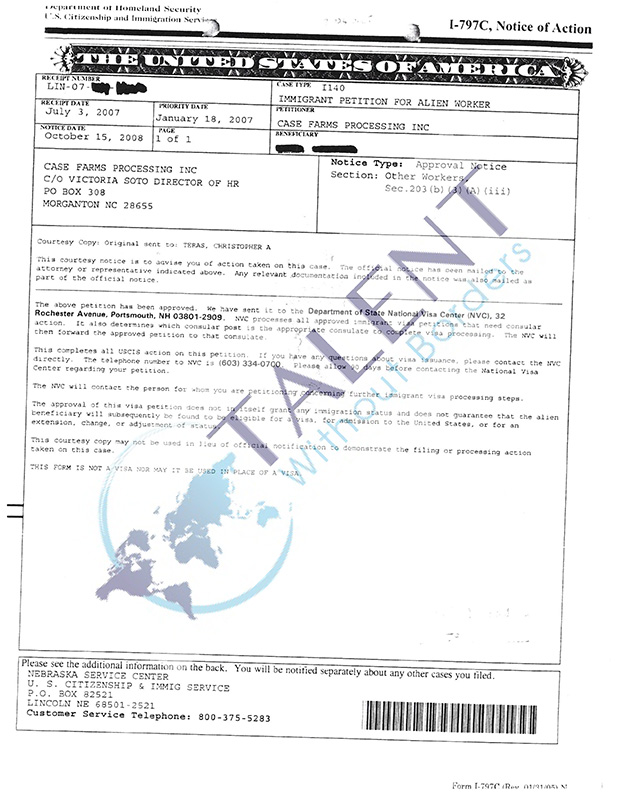 Department of Homeland Security
U.S. Citizenship and Immigration Services
I-797C, Notice of Action
THE UNITED STATES OF AMERICA
RECEIPT NUMBER
LIN-07-
CASE TYPE I140
IMMIGRANT PETITION FOR ALIEN WORKER
RECEIPT DATE
July 3, 2007
PRIORITY DATE
January 18, 2007
PETITIONER
CASE FARMS PROCESSING INC
NOTICE DATE
October 15, 2008
PAGE
1 of 1
BENEFICIARY
CASE FARMS PROCESSING INC
C/O VICTORIA SOTO DIRECTOR OF HR
PO BOX 308
MORGANTON NC 28655
Notice Type: Approval Notice
Section: Other Workers,
Sec.203(b)(3)(A)(iii)
Courtesy Copy: Original sent to: TERAS, CHRISTOPHER A
This courtesy notice is to advise you of action taken on this case. The official notice has been mailed to the
attorney or representative indicated above. Any relevant documentation included in the notice was also mailed as
part of the official notice.
The above petition has been approved. We have sent it to the Department of State National Visa Center (NVC), 32
Rochester Avenue, Portsmouth, NH 03801-2909. NVC processes all approved immigrant visa petitions that need consular
action. It also determines which consular post is the appropriate consulate to complete visa processing. The NVC will
then forward the approved petition to that consulate.
This completes all USCIS action on this petition. If you have any questions about visa issuance, please contact the NVC
directly. The telephone number to NVC is (603) 334-0700. Please allow 90 days before contacting the National Visa
Center regarding your petition.
The NVC will contact the person for whom you are petitioning concerning further immigrant visa processing steps.
The approval of this visa petition does not in itself grant any immigration status and does not guarantee that the alien
beneficiary will subsequently be found to be eligible for a visa, for admission to the United States, or for an
extension, change, or adjustment of status.
This courtesy copy may not be used in lieu of official notification to demonstrate the filing or processing action
taken on this case.
THIS FORM IS NOT A VISA NOR MAY IT BE USED IN PLACE OF A VISA.
TALENT
Without Borders
Please see the additional information on the back. You will be notified separately about any other cases you filed.
NEBRASKA SERVICE CENTER
U. S. CITIZENSHIP & IMMIG SERVICE
P.O. BOX 82521
LINCOLN NE 68501-2521
Customer Service Telephone: 800-375-5283
Form I-797C (Rev. 01/31/05) N